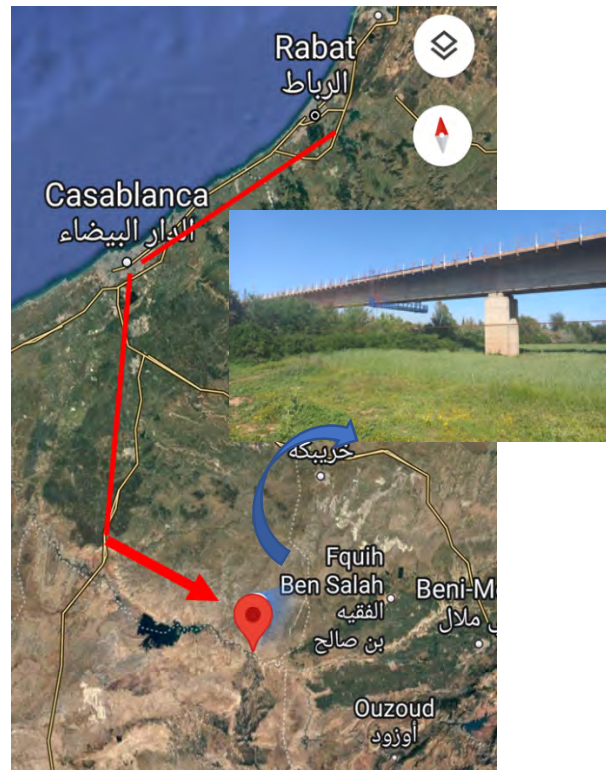 Rabat
الرباط
Casablanca
الدار البيضاء
خريبكة
Fquih
Ben Salah
الفقيه
بن صالح
Beni-M
ي ملال
Ouzoud
أوزود